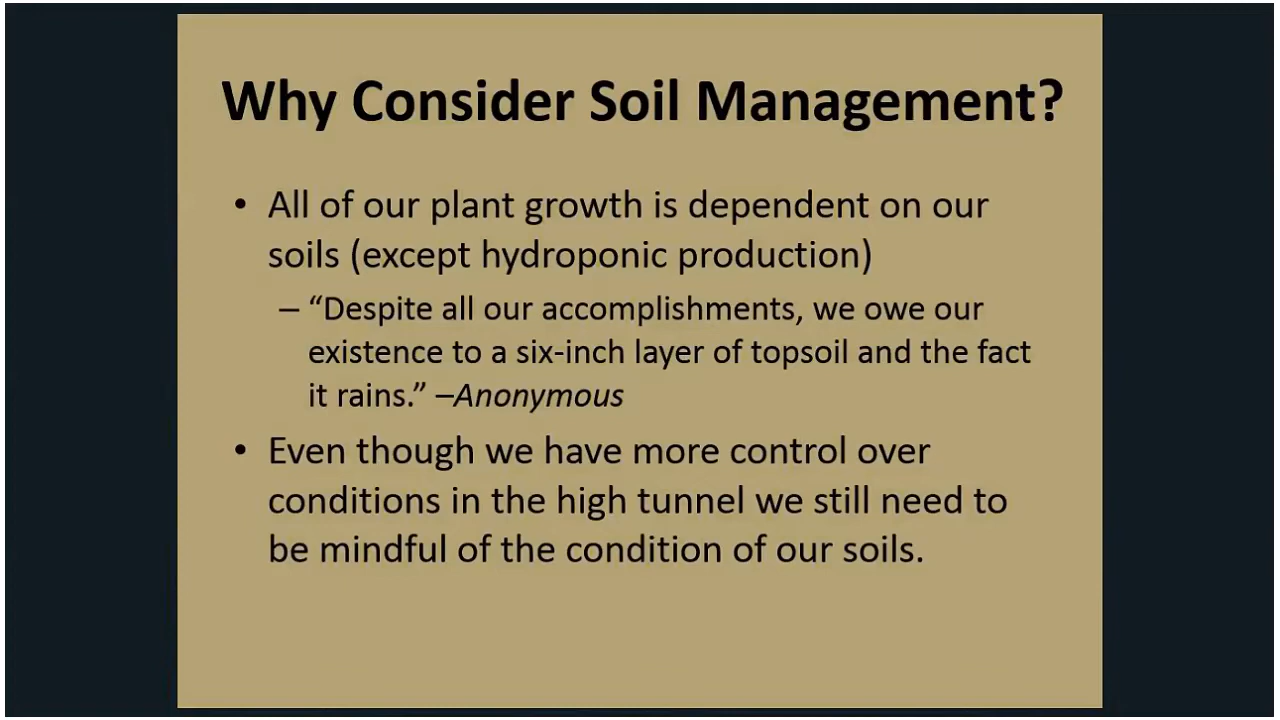 Why Consider Soil Management?
• All of our plant growth is dependent on our
soils (except hydroponic production)
– “Despite all our accomplishments, we owe our
existence to a six-inch layer of topsoil and the fact
it rains.” –Anonymous
• Even though we have more control over
conditions in the high tunnel we still need to
be mindful of the condition of our soils.